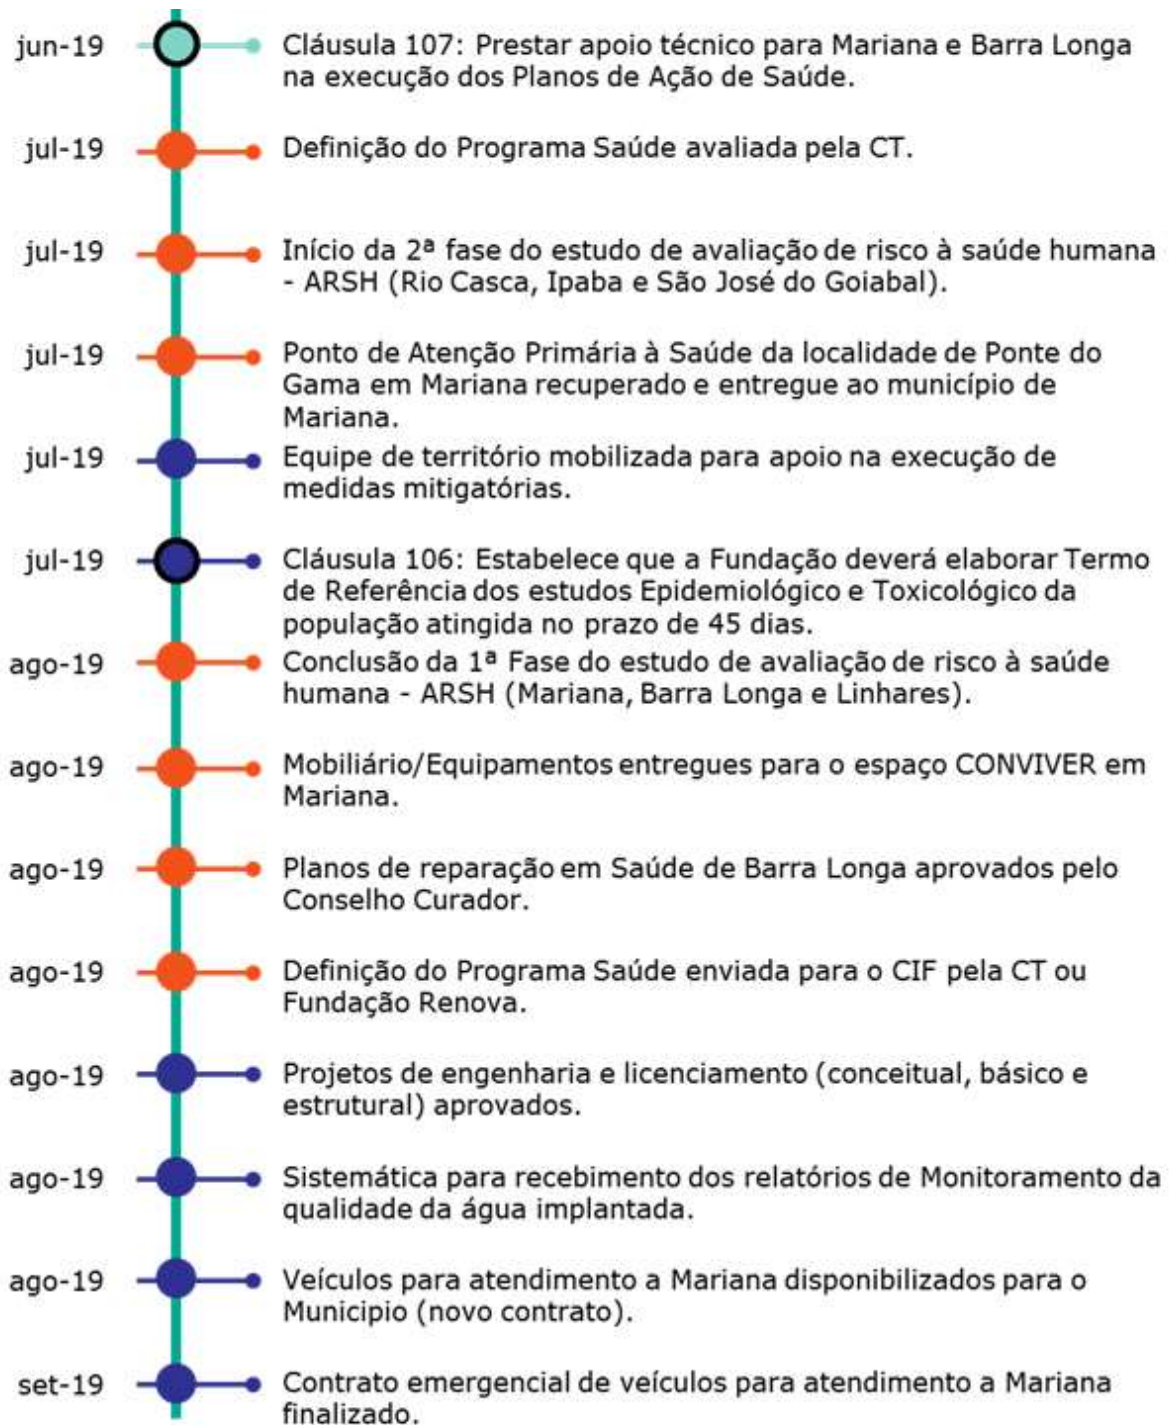 jun-19 Cláusula 107: Prestar apoio técnico para Mariana e Barra Longa
na execução dos Planos de Ação de Saúde.
jul-19 Definição do Programa Saúde avaliada pela CT.
jul-19 Início da 2ª fase do estudo de avaliação de risco à saúde humana
- ARSH (Rio Casca, Ipaba e São José do Goiabal).
jul-19 Ponto de Atenção Primária à Saúde da localidade de Ponte do
Gama em Mariana recuperado e entregue ao município de
Mariana.
jul-19 Equipe de território mobilizada para apoio na execução de
medidas mitigatórias.
jul-19 Cláusula 106: Estabelece que a Fundação deverá elaborar Termo
de Referência dos estudos Epidemiológico e Toxicológico da
população atingida no prazo de 45 dias.
ago-19 Conclusão da 1ª Fase do estudo de avaliação de risco à saúde
humana - ARSH (Mariana, Barra Longa e Linhares).
ago-19 Mobiliário/Equipamentos entregues para o espaço CONVIVER em
Mariana.
ago-19 Planos de reparação em Saúde de Barra Longa aprovados pelo
Conselho Curador.
ago-19 Definição do Programa Saúde enviada para o CIF pela CT ou
Fundação Renova.
ago-19 Projetos de engenharia e licenciamento (conceitual, básico e
estrutural) aprovados.
ago-19 Sistemática para recebimento dos relatórios de Monitoramento da
qualidade da água implantada.
ago-19 Veículos para atendimento a Mariana disponibilizados para o
Municipio (novo contrato).
set-19 Contrato emergencial de veículos para atendimento a Mariana
finalizado.